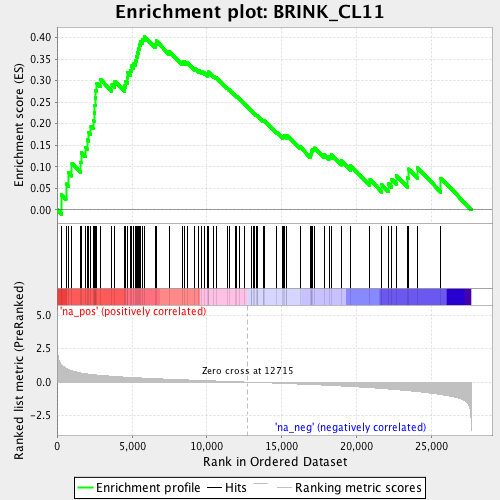 Enrichment plot: BRINK_CL11
Enrichment score (ES)
0.40
0.35
0.30
0.25
0.20
0.15
0.10
0.05
0.00
'na_pos' (positively correlated)
Ranked list metric (PreRanked)
5.0
2.5
0.0
-2.5
Zero cross at 12715
'na_neg' (negatively correlated)
0 5,000 10,000 15,000 20,000 25,000
Rank in Ordered Dataset
Enrichment profile Hits Ranking metric scores